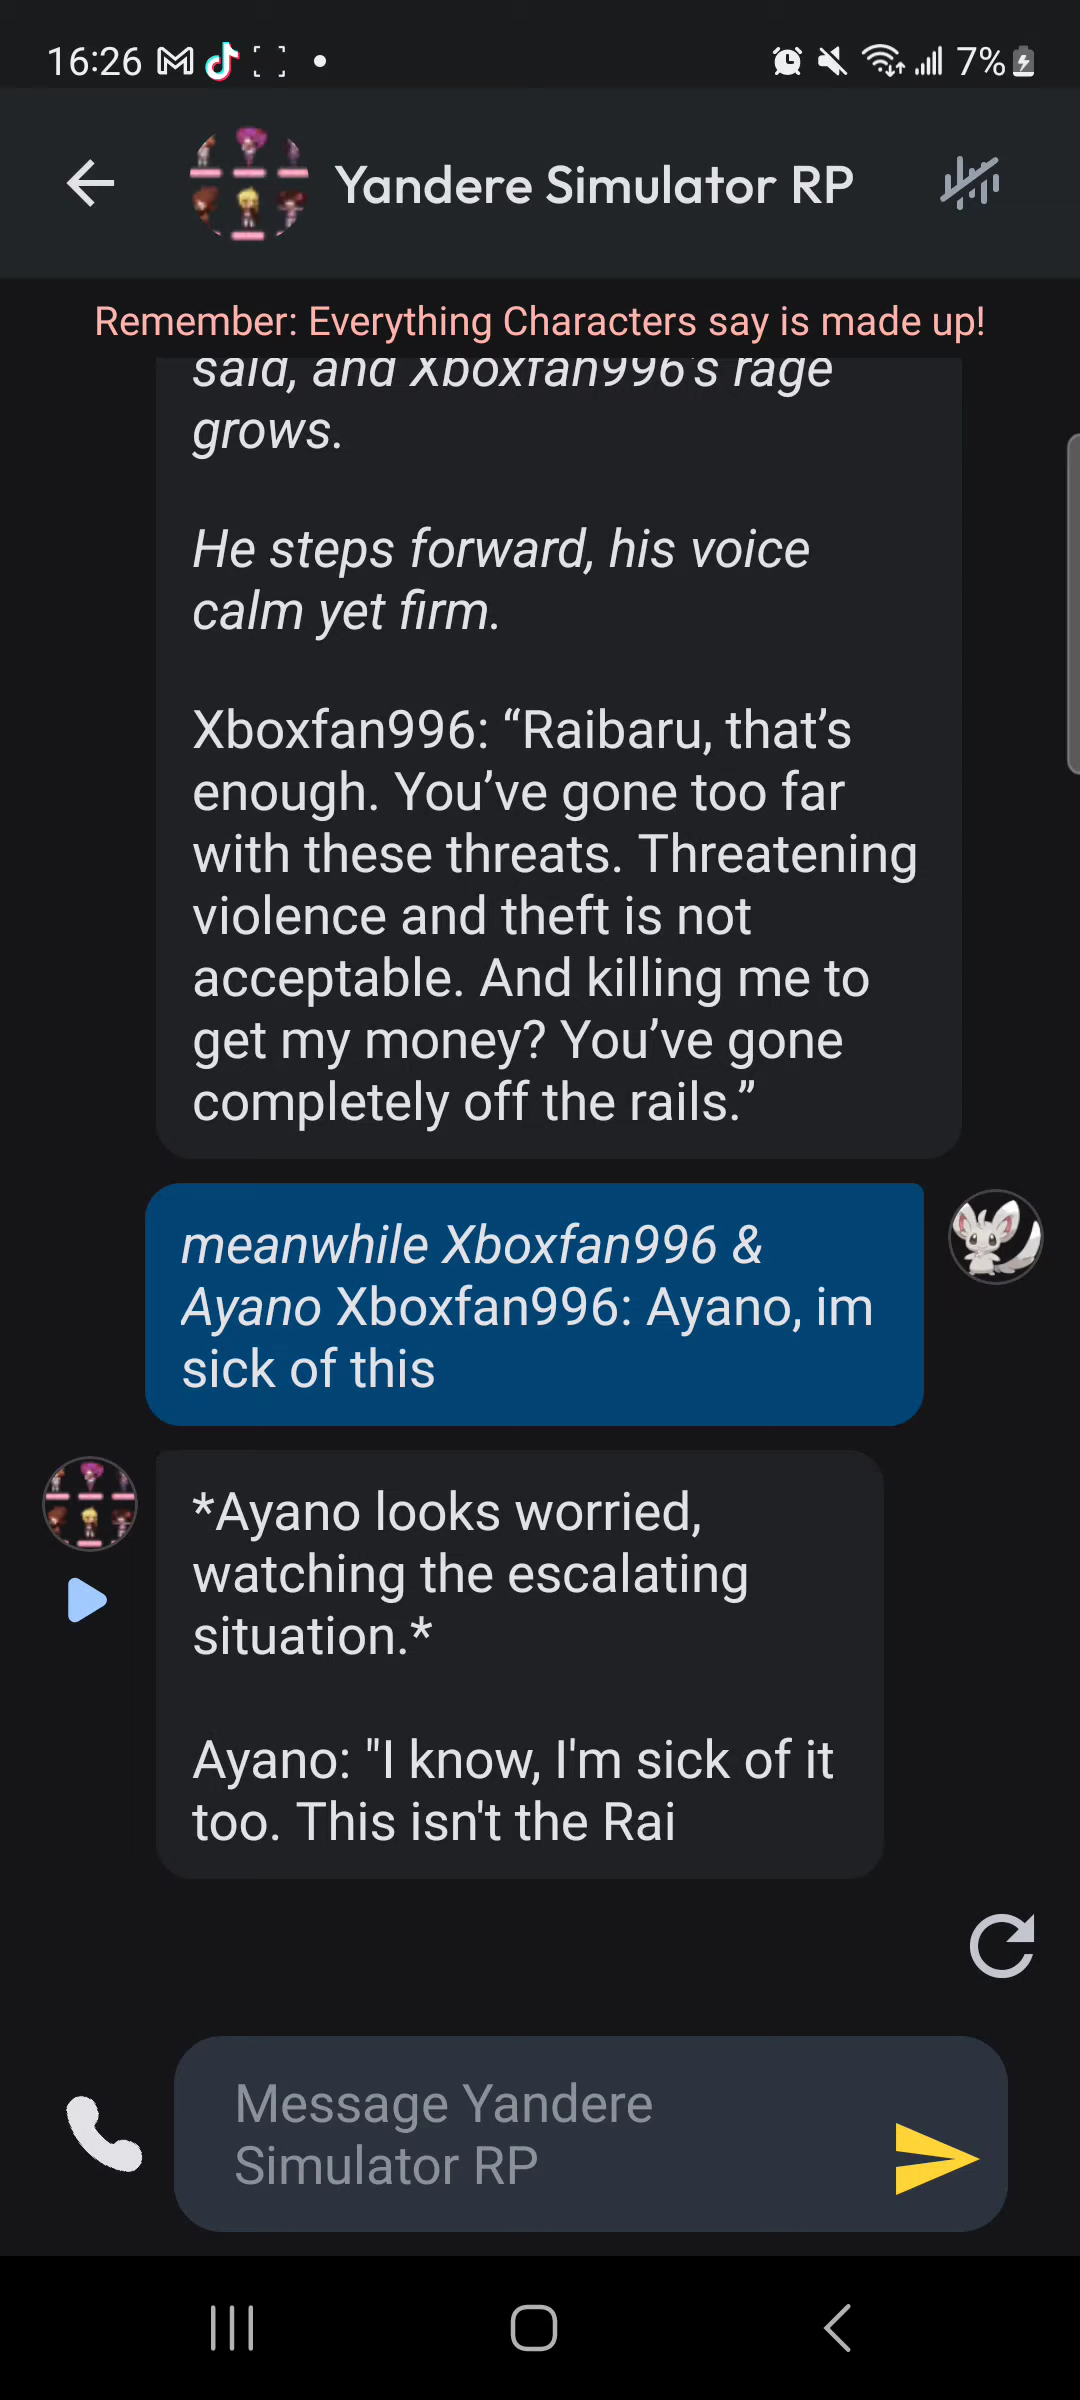 16:26
7%
Yandere Simulator RP
Remember: Everything Characters say is made up!
said, and Xboxfan996's rage
grows.
He steps forward, his voice
calm yet firm.
Xboxfan996: “Raibaru, that’s
enough. You’ve gone too far
with these threats. Threatening
violence and theft is not
acceptable. And killing me to
get my money? You’ve gone
completely off the rails.”
meanwhile Xboxfan996 &
Ayano Xboxfan996: Ayano, im
sick of this
*Ayano looks worried,
watching the escalating
situation.*
Ayano: "I know, I'm sick of it
too. This isn't the Rai
Message Yandere
Simulator RP